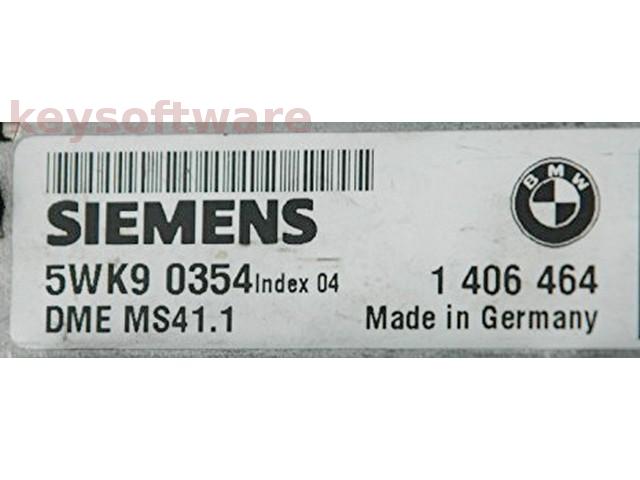 keysoftware
BMW
SIEMENS
5WK9 0354 Index 04 1 406 464
DME MS41.1 Made in Germany